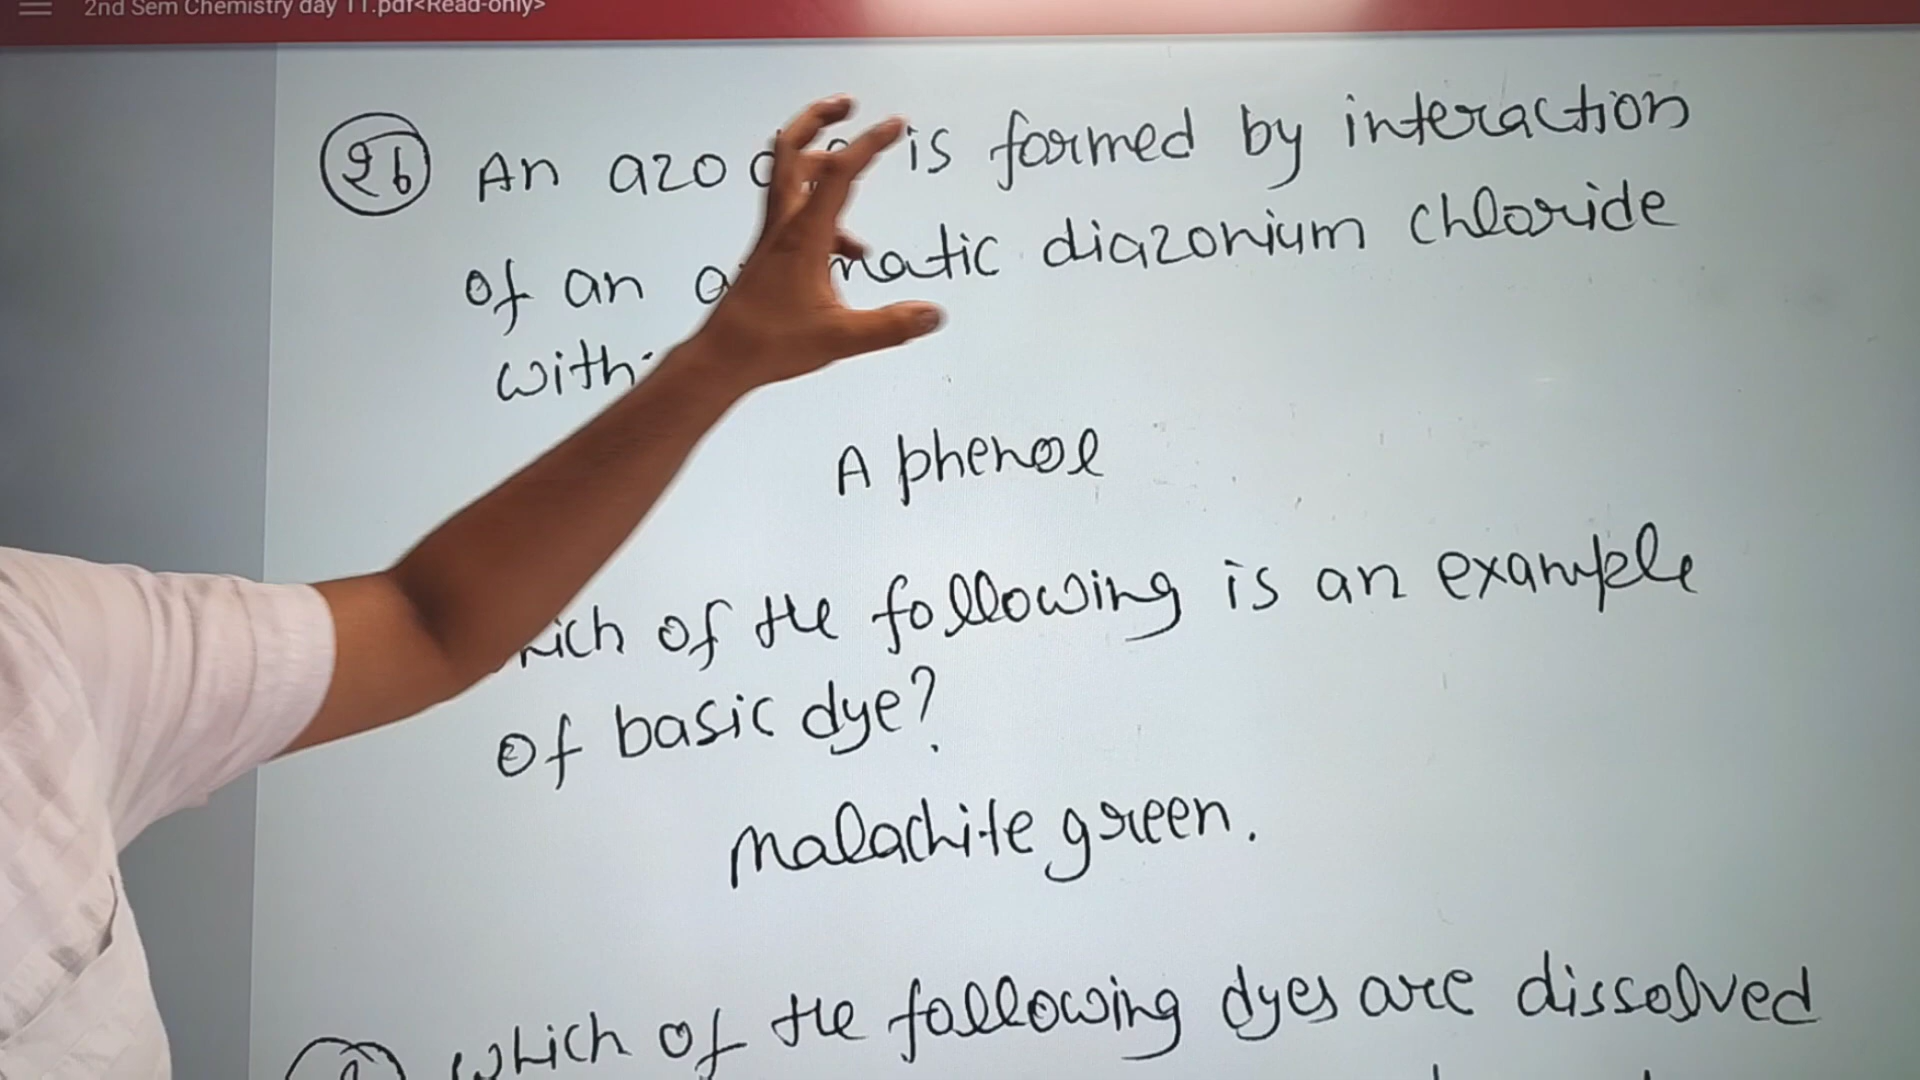 2nd Sem Chemistry day 11.pdf<Read-only>
26 An azo is formed by interaction
of an diazonium chloride
with
A phenol
of the following is an example
of basic dye?
Malachite green.
Which of the following dyes are dissolved